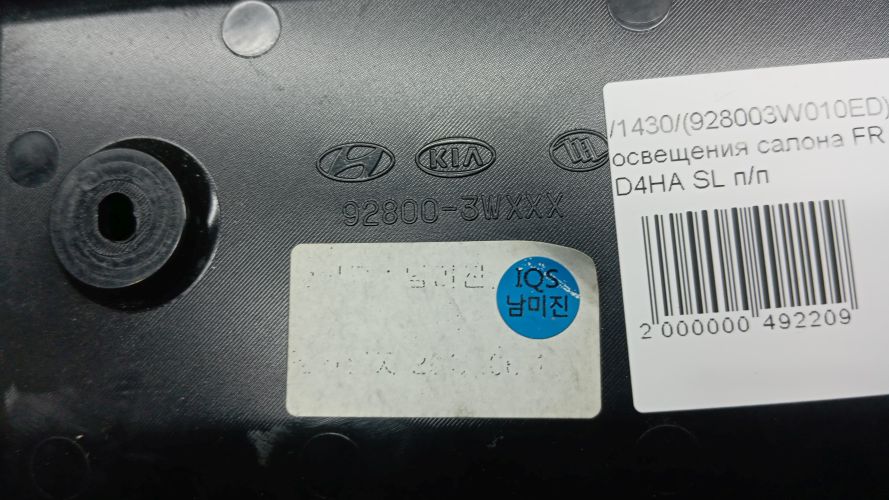 KIA
92800-3WXXX
IQS
남미진
/1430/(928003W010ED)
освещения салона FR
D4HA SL п/п
2 000000 492209